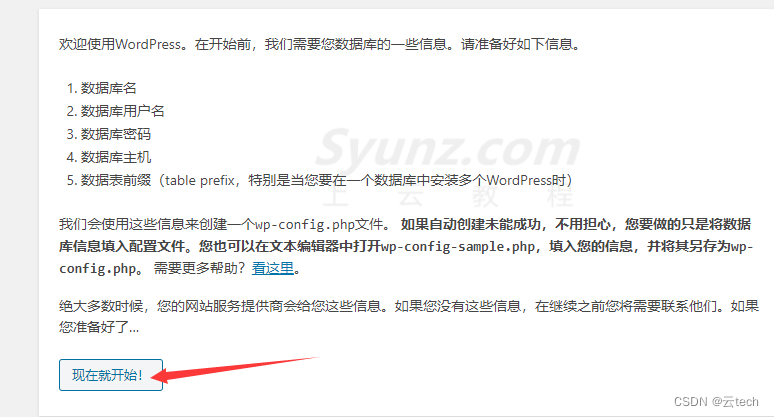 欢迎使用WordPress。在开始前，我们需要您数据库的一些信息。请准备好如下信息。
1. 数据库名
2. 数据库用户名
3. 数据库密码
4. 数据库主机
5. 数据表前缀（table prefix，特别是当您要在一个数据库中安装多个WordPress时）
Syunz.com
上云教程
我们会使用这些信息来创建一个wp-config.php文件。 如果自动创建未能成功，不用担心，您要做的只是将数据
库信息填入配置文件。您也可以在文本编辑器中打开wp-config-sample.php，填入您的信息，并将其另存为wp-
config.php。 需要更多帮助？看这里。
绝大多数时候，您的网站服务提供商会给您这些信息。如果您没有这些信息，在继续之前您将需要联系他们。如果
您准备好了…
现在就开始！
CSDN @云tech